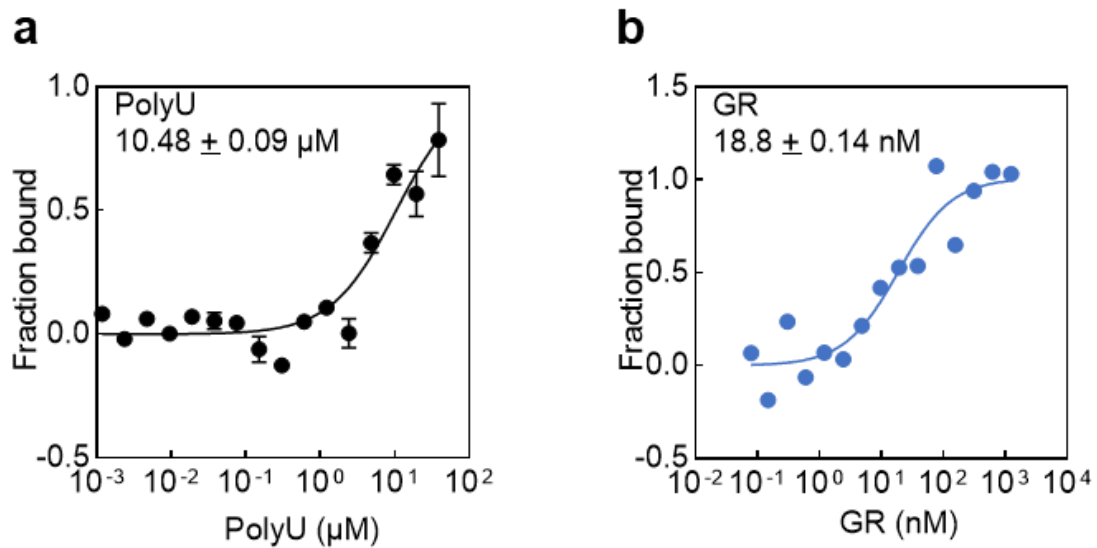 a
PolyU
10.48 ± 0.09 µM
Fraction bound
1.0
0.5
0.0
-0.5
10⁻³ 10⁻² 10⁻¹ 10⁰ 10¹ 10²
PolyU (µM)
b
GR
18.8 ± 0.14 nM
Fraction bound
1.5
1.0
0.5
0.0
-0.5
10⁻² 10⁻¹ 10⁰ 10¹ 10² 10³ 10⁴
GR (nM)